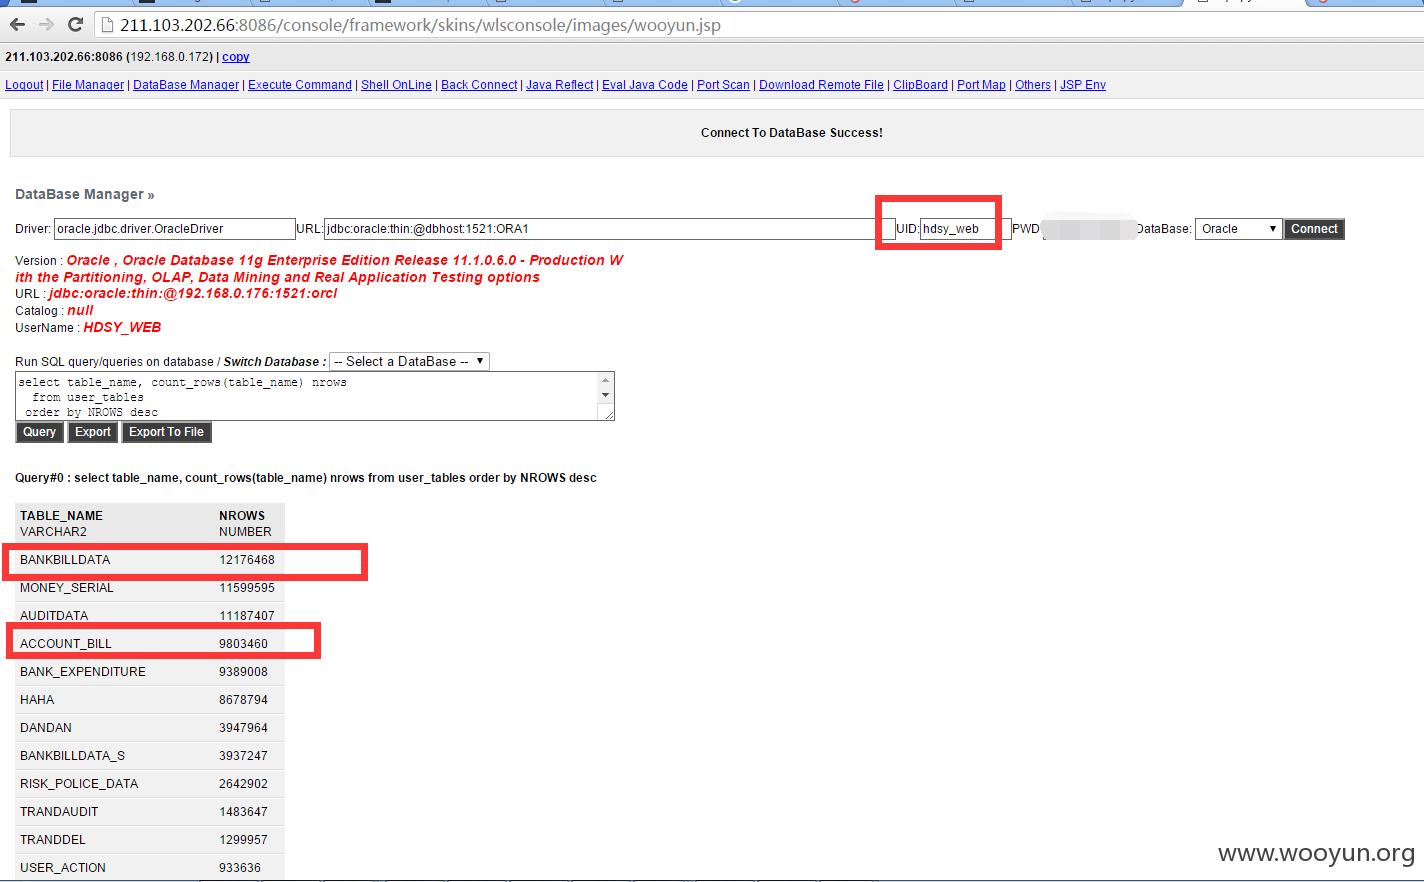 211.103.202.66:8086/console/framework/skins/wlsconsole/images/wooyun.jsp
211.103.202.66:8086 (192.168.0.172) | copy
Logout | File Manager | DataBase Manager | Execute Command | Shell OnLine | Back Connect | Java Reflect | Eval Java Code | Port Scan | Download Remote File | ClipBoard | Port Map | Others | JSP Env
Connect To DataBase Success!
DataBase Manager »
Driver: oracle.jdbc.driver.OracleDriver URL: jdbc:oracle:thin:@dbhost:1521:ORA1 UID: hdsy_web PWD DataBase: Oracle Connect
Version : Oracle , Oracle Database 11g Enterprise Edition Release 11.1.0.6.0 - Production W
ith the Partitioning, OLAP, Data Mining and Real Application Testing options
URL : jdbc:oracle:thin:@192.168.0.176:1521:orcl
Catalog : null
UserName : HDSY_WEB
Run SQL query/queries on database / Switch Database : -- Select a DataBase --
select table_name, count_rows(table_name) nrows
from user_tables
order by NROWS desc
Query Export Export To File
Query#0 : select table_name, count_rows(table_name) nrows from user_tables order by NROWS desc
TABLE_NAME NROWS
VARCHAR2 NUMBER
BANKBILLDATA 12176468
MONEY_SERIAL 11599595
AUDITDATA 11187407
ACCOUNT_BILL 9803460
BANK_EXPENDITURE 9389008
HAHA 8678794
DANDAN 3947964
BANKBILLDATA_S 3937247
RISK_POLICE_DATA 2642902
TRANDAUDIT 1483647
TRANDDEL 1299957
USER_ACTION 933636
www.wooyun.org